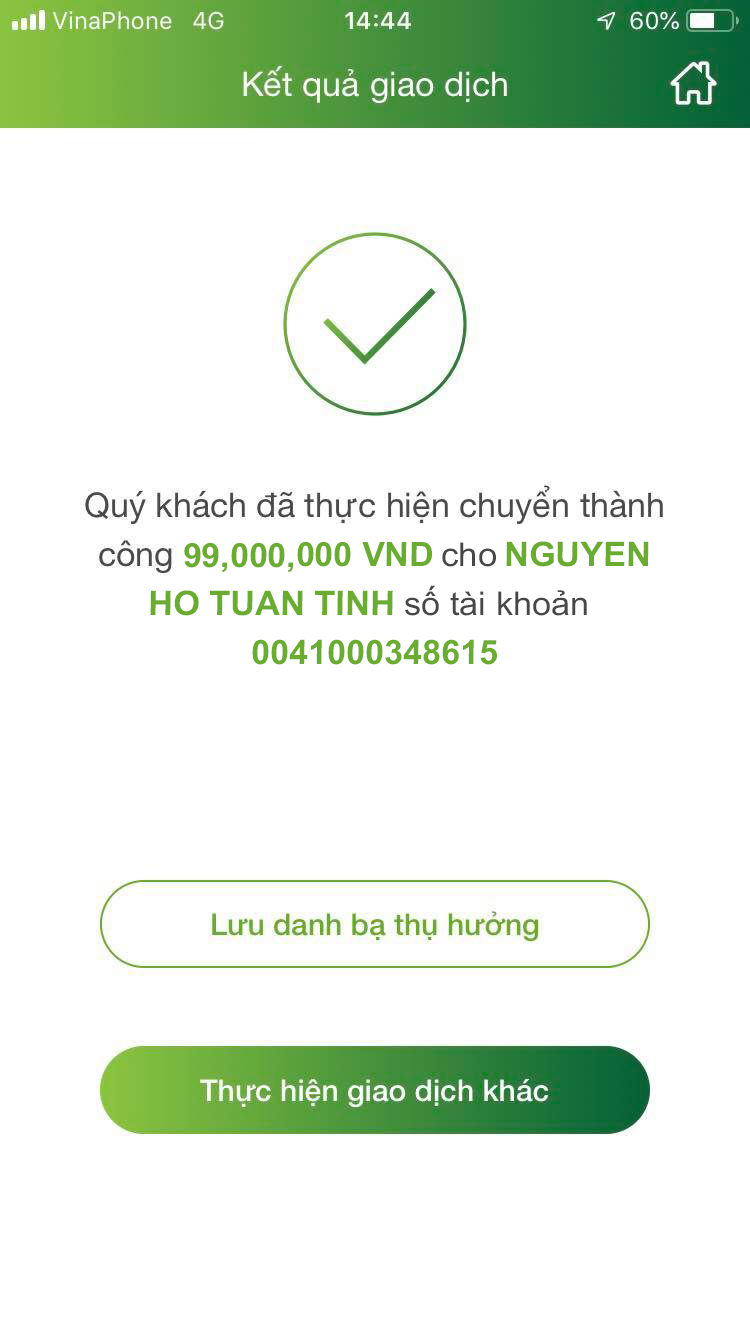 VinaPhone 4G 14:44 60%
Kết quả giao dịch
Quý khách đã thực hiện chuyển thành
công 99,000,000 VND cho NGUYEN
HO TUAN TINH số tài khoản
0041000348615
Lưu danh bạ thụ hưởng
Thực hiện giao dịch khác